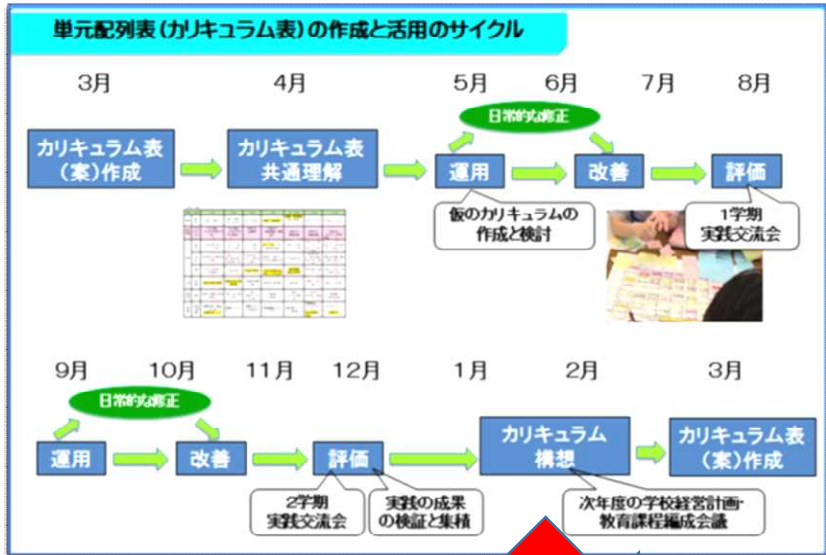 単元配列表（カリキュラム表）の作成と活用のサイクル
3月
4月
5月
6月
7月
8月
日常的な修正
カリキュラム表
（案）作成
カリキュラム表
共通理解
運用
改善
評価
仮のカリキュラムの
作成と検討
1学期
実践交流会
9月
10月
11月
12月
1月
2月
3月
日常的な修正
運用
改善
評価
カリキュラム
構想
カリキュラム表
（案）作成
2学期
実践交流会
実践の成果
の検証と集積
次年度の学校経営計画・
教育課程編成会議